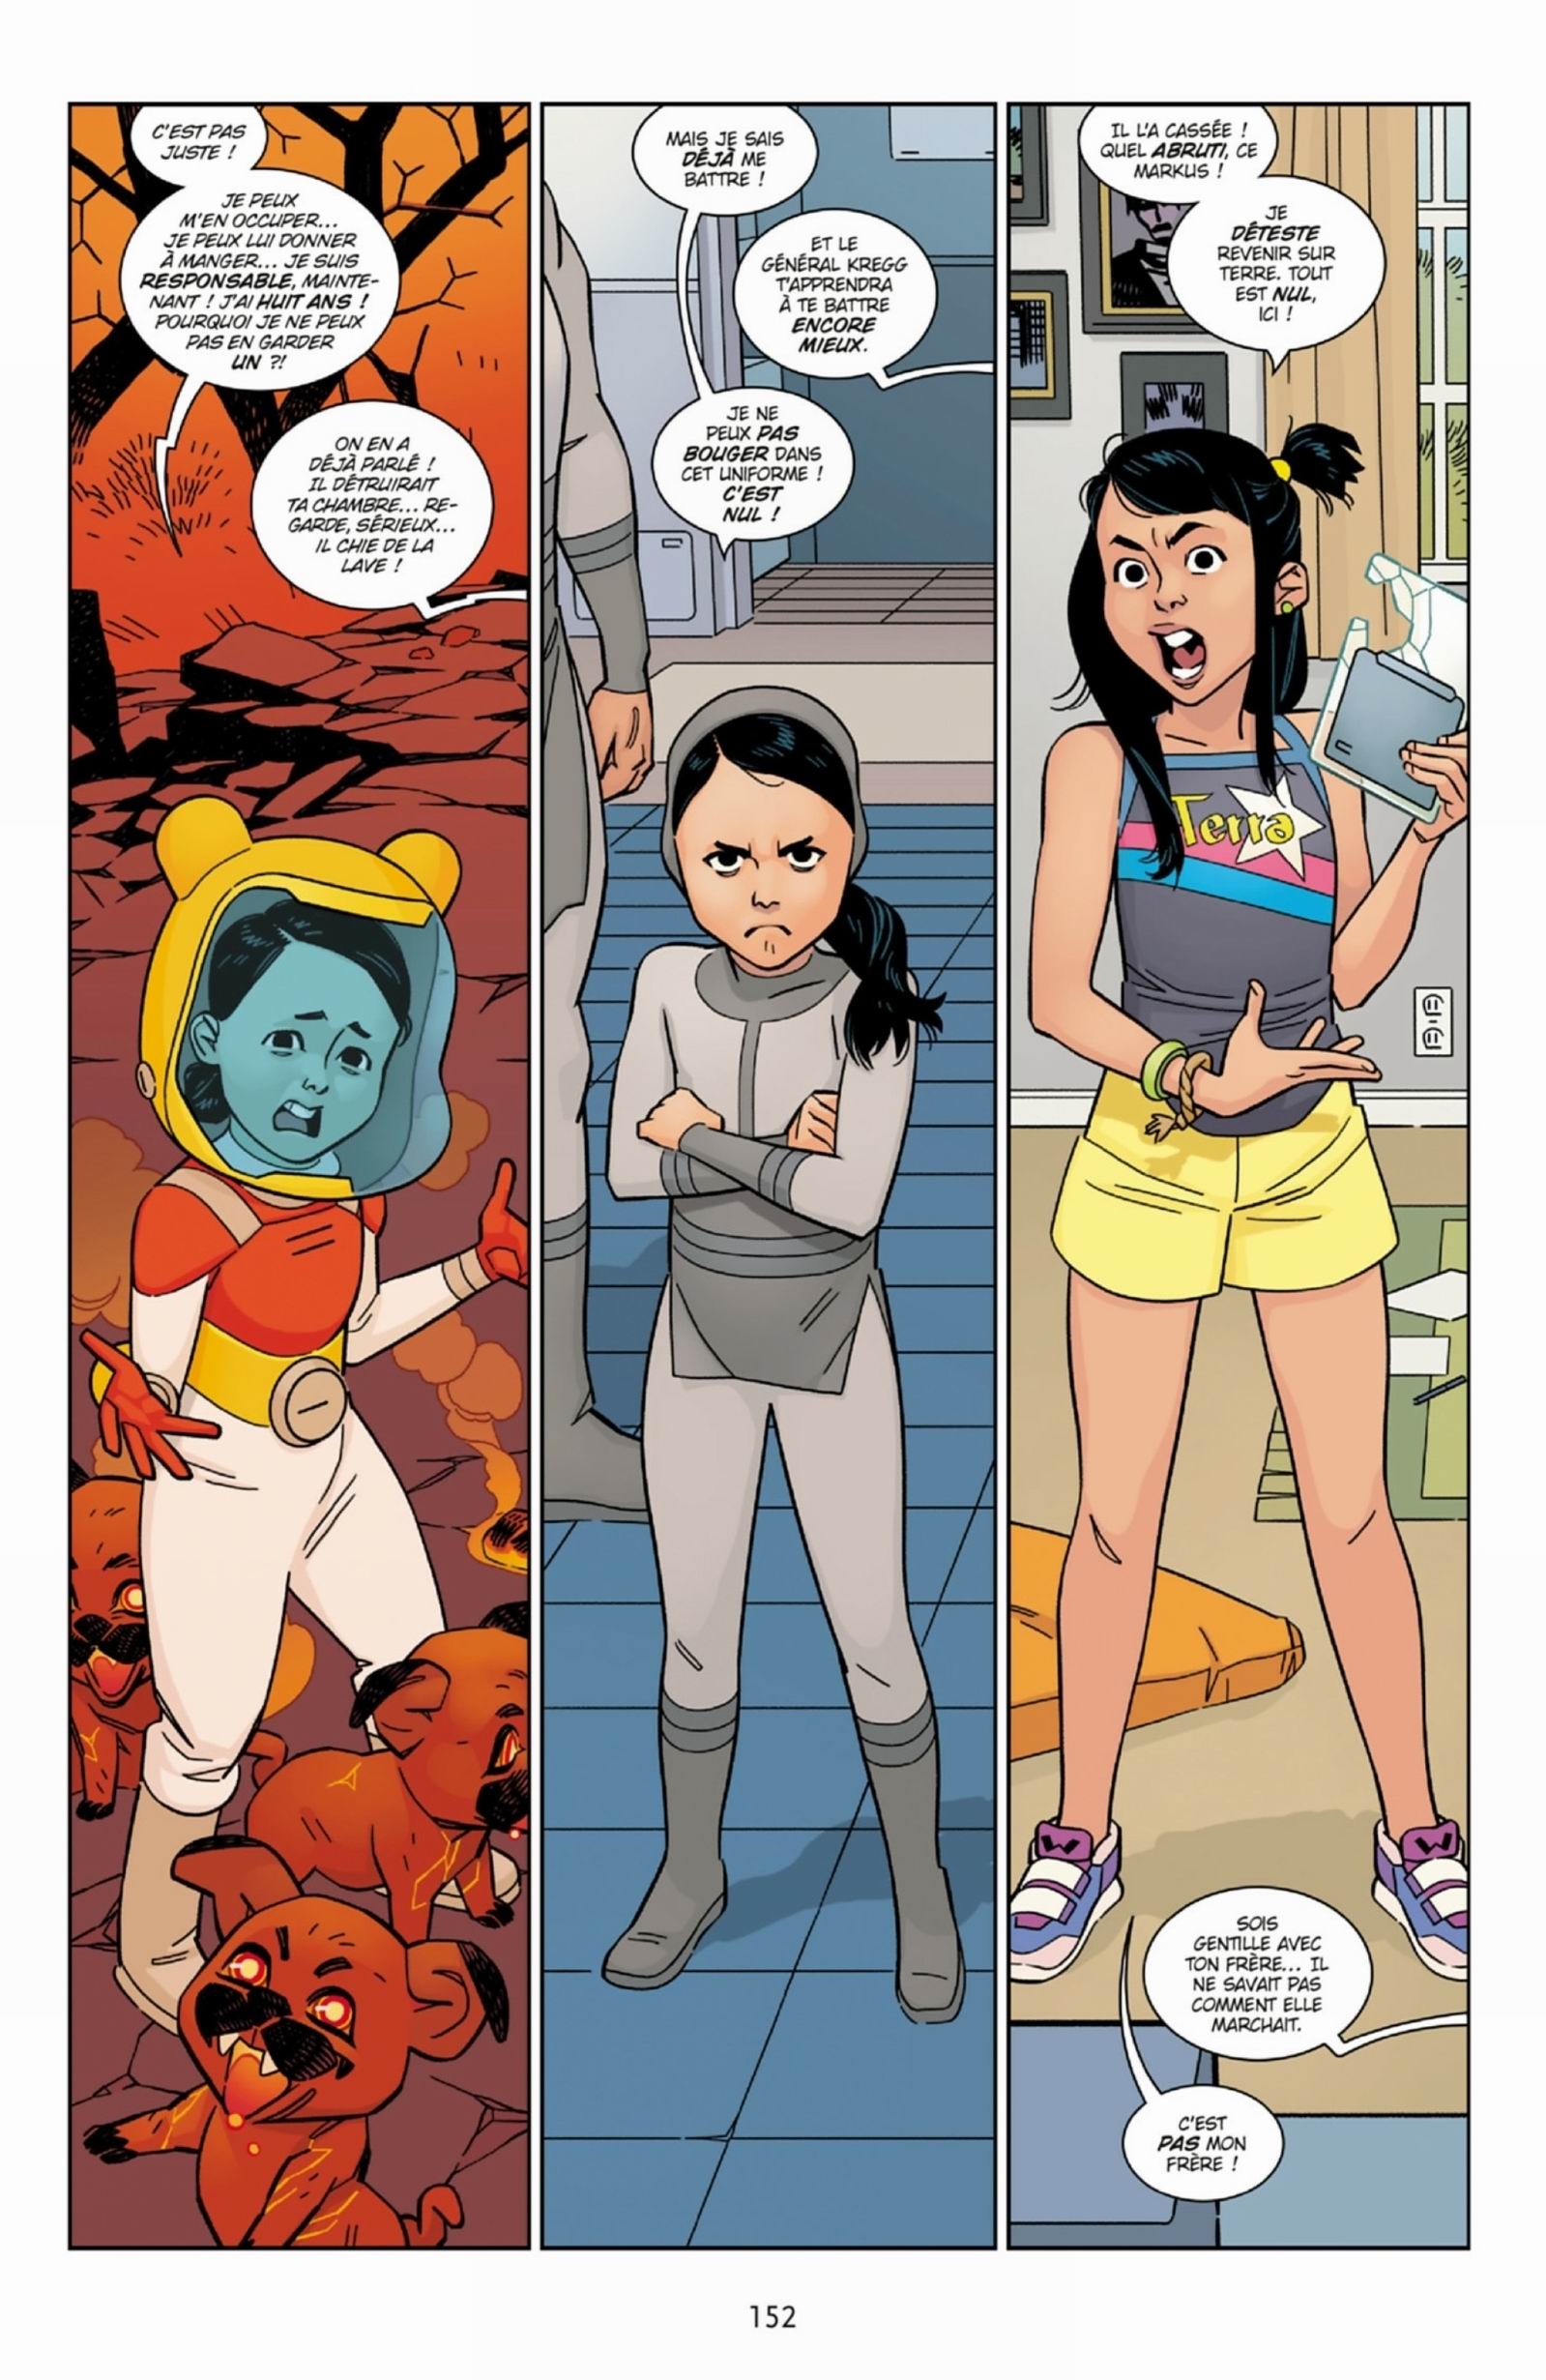 C'EST PAS
JUSTE !
JE PEUX
M'EN OCCUPER...
JE PEUX LUI DONNER
À MANGER... JE SUIS
RESPONSABLE, MAINTE-
NANT ! J'AI HUIT ANS !
POURQUOI JE NE PEUX
PAS EN GARDER
UN ?!
ON EN A
DÉJÀ PARLÉ !
IL DÉTRUIRAIT
TA CHAMBRE... RE-
GARDE, SÉRIEUX...
IL CHIE DE LA
LAVE !
MAIS JE SAIS
DÉJÀ ME
BATTRE !
ET LE
GÉNÉRAL KREGG
T'APPRENDRA
À TE BATTRE
ENCORE
MIEUX.
JE NE
PEUX PAS
BOUGER DANS
CET UNIFORME !
C'EST
NUL !
IL L'A CASSÉE !
QUEL ABRUTI, CE
MARKUS !
JE
DÉTESTE
REVENIR SUR
TERRE. TOUT
EST NUL,
ICI !
Terra
SOIS
GENTILLE AVEC
TON FRÈRE... IL
NE SAVAIT PAS
COMMENT ELLE
MARCHAIT.
C'EST
PAS MON
FRÈRE !
152